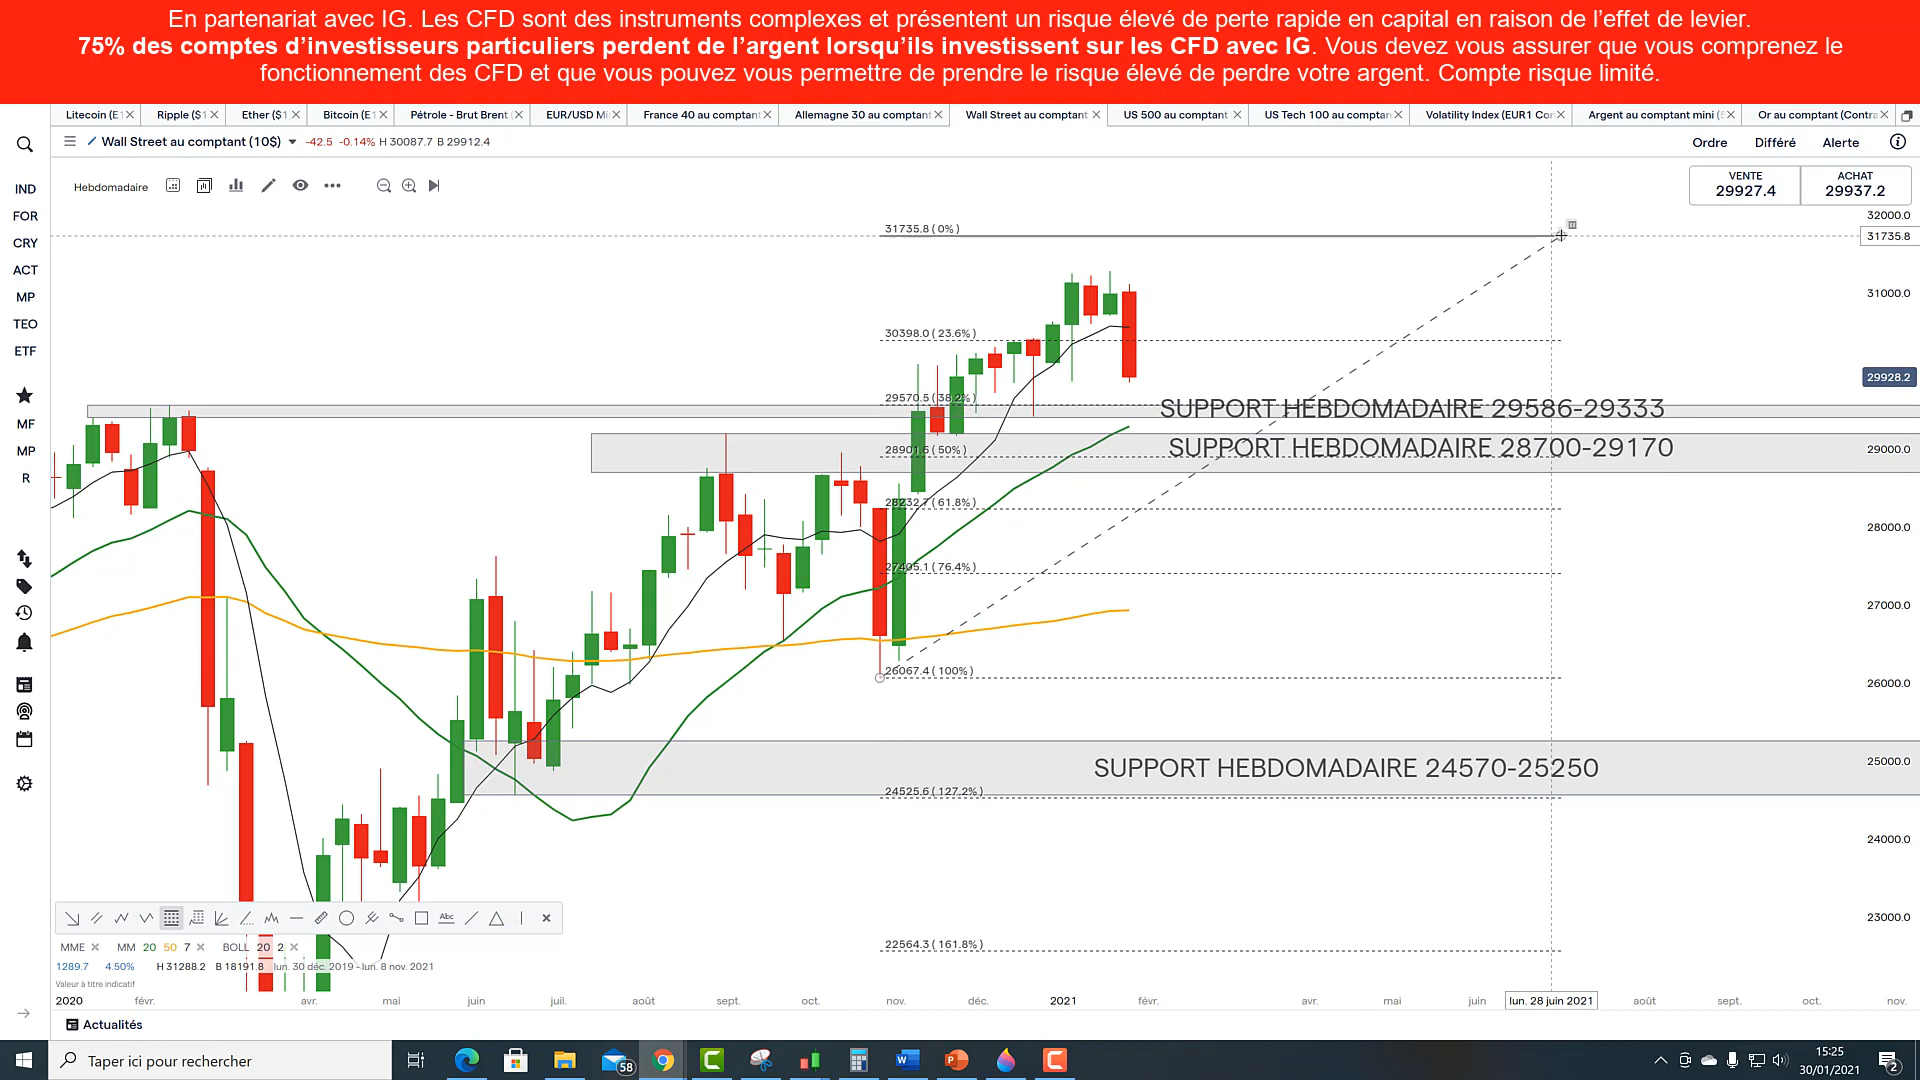 En partenariat avec IG. Les CFD sont des instruments complexes et présentent un risque élevé de perte rapide en capital en raison de l’effet de levier.
75% des comptes d’investisseurs particuliers perdent de l’argent lorsqu’ils investissent sur les CFD avec IG. Vous devez vous assurer que vous comprenez le
fonctionnement des CFD et que vous pouvez vous permettre de prendre le risque élevé de perdre votre argent. Compte risque limité.
Litecoin (E1 Ripple ($1 Ether ($1 Bitcoin (E1 Pétrole - Brut Brent EUR/USD Mi France 40 au comptant Allemagne 30 au comptant Wall Street au comptant US 500 au comptant US Tech 100 au comptan Volatility Index (EUR1 Co Argent au comptant mini (5 Or au comptant (Contra
Wall Street au comptant (10$) -42.5 -0.14% H 30087.7 B 29912.4 Ordre Différé Alerte
Hebdomadaire
VENTE ACHAT
29927.4 29937.2
IND
FOR
CRY
ACT
MP
TEO
ETF
MF
MP
R
32000.0
31735.8 (0%)
31735.8
31000.0
30398.0 (23.6%)
29928.2
29570.5 (38.2%)
SUPPORT HEBDOMADAIRE 29586-29333
28901.6 (50%)
SUPPORT HEBDOMADAIRE 28700-29170
29000.0
28232.7 (61.8%)
28000.0
27405.1 (76.4%)
27000.0
26067.4 (100%)
26000.0
SUPPORT HEBDOMADAIRE 24570-25250
25000.0
24525.6 (127.2%)
24000.0
23000.0
22564.3 (161.8%)
Abc
MME MM 20 50 7 BOLL 20 2
1289.7 4.50% H 31288.2 B 18191.8 lun. 30 déc. 2019 - lun. 8 nov. 2021
Valeur à titre indicatif
2020 févr. avr. mai juin juil. août sept. oct. nov. déc. 2021 févr. avr. mai juin lun. 28 juin 2021 août sept. oct. nov.
Actualités
Taper ici pour rechercher
58
15:25
30/01/2021
2